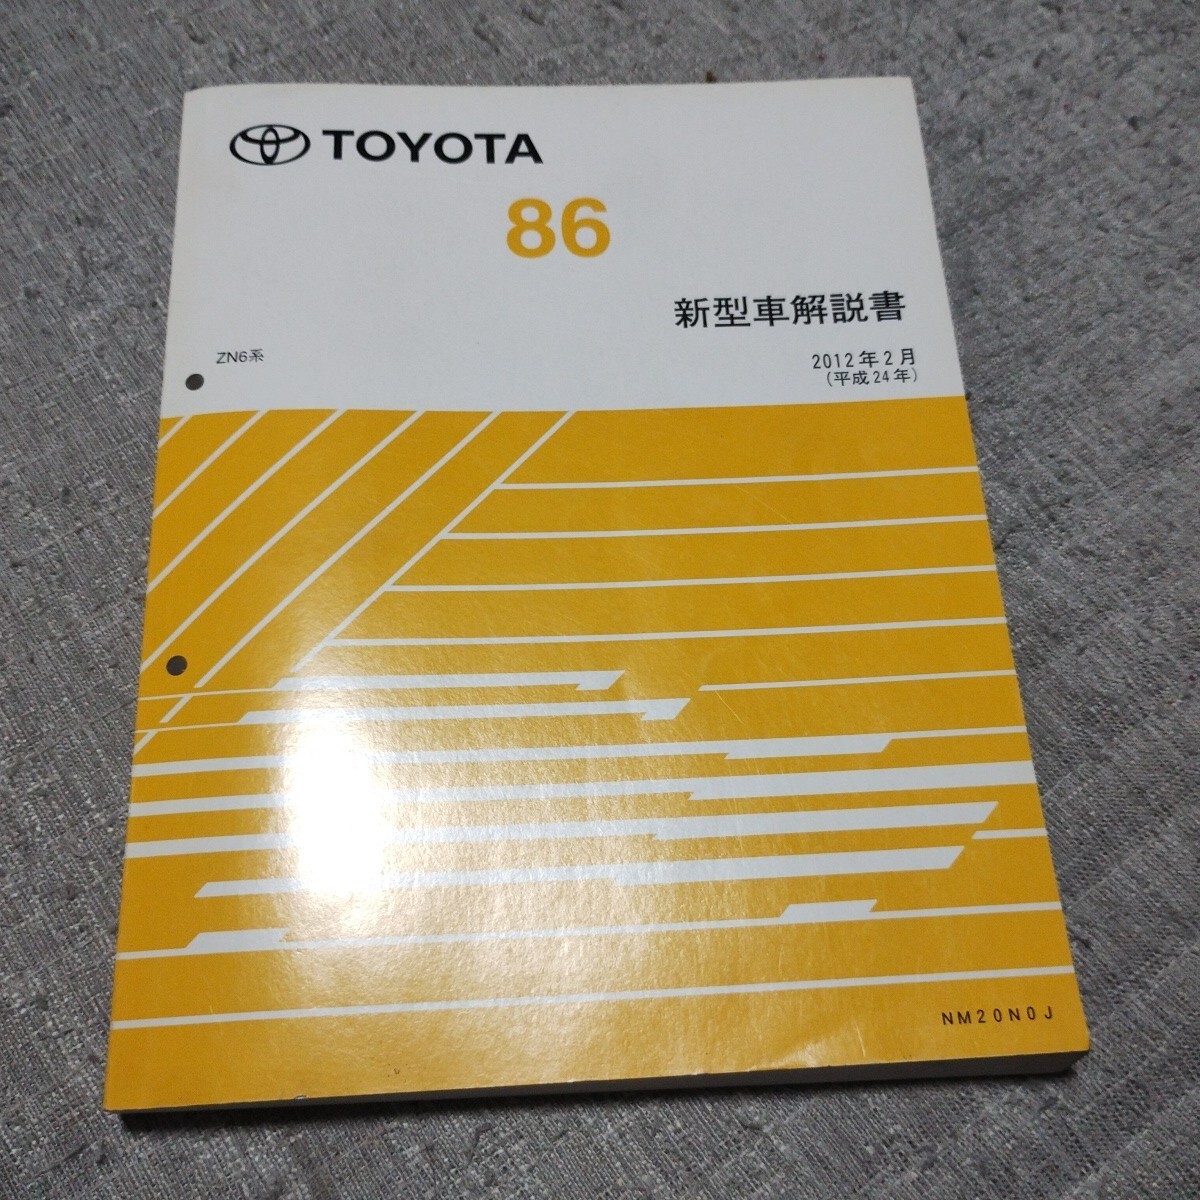 TOYOTA
86
新型車解説書
ZN6系
2012年2月
(平成24年)
NM20N0J